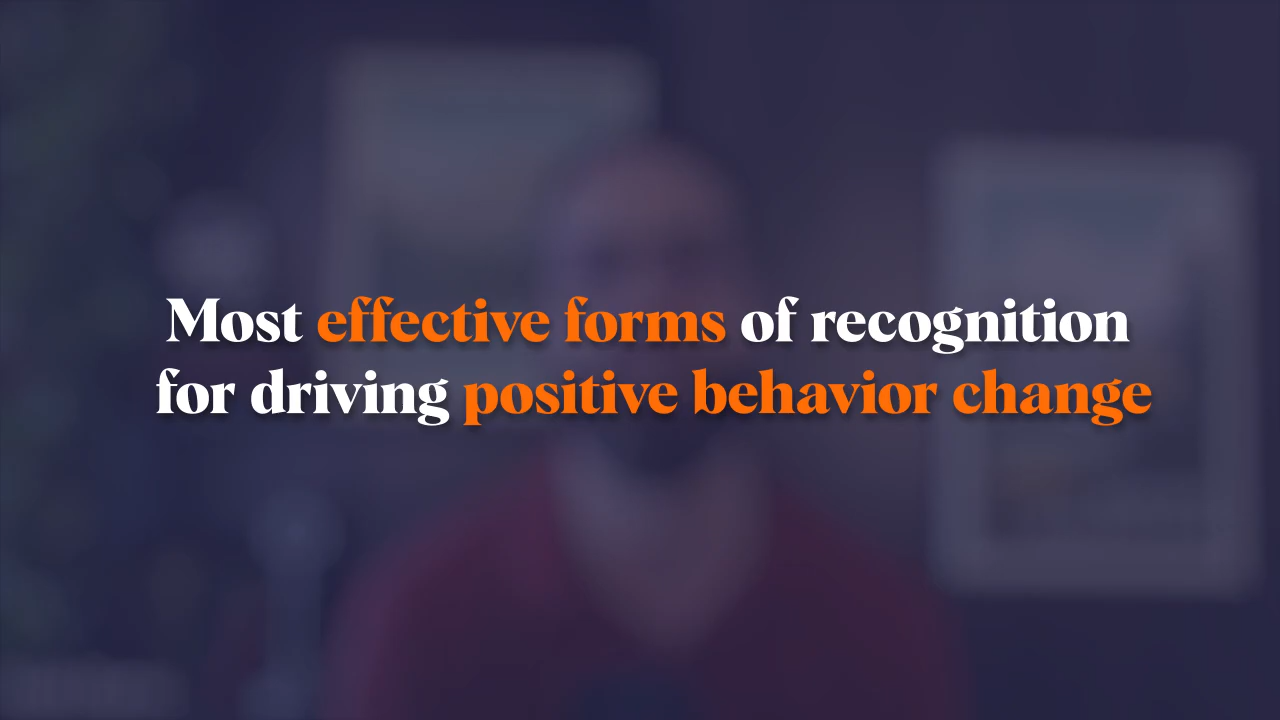 Most effective forms of recognition
for driving positive behavior change